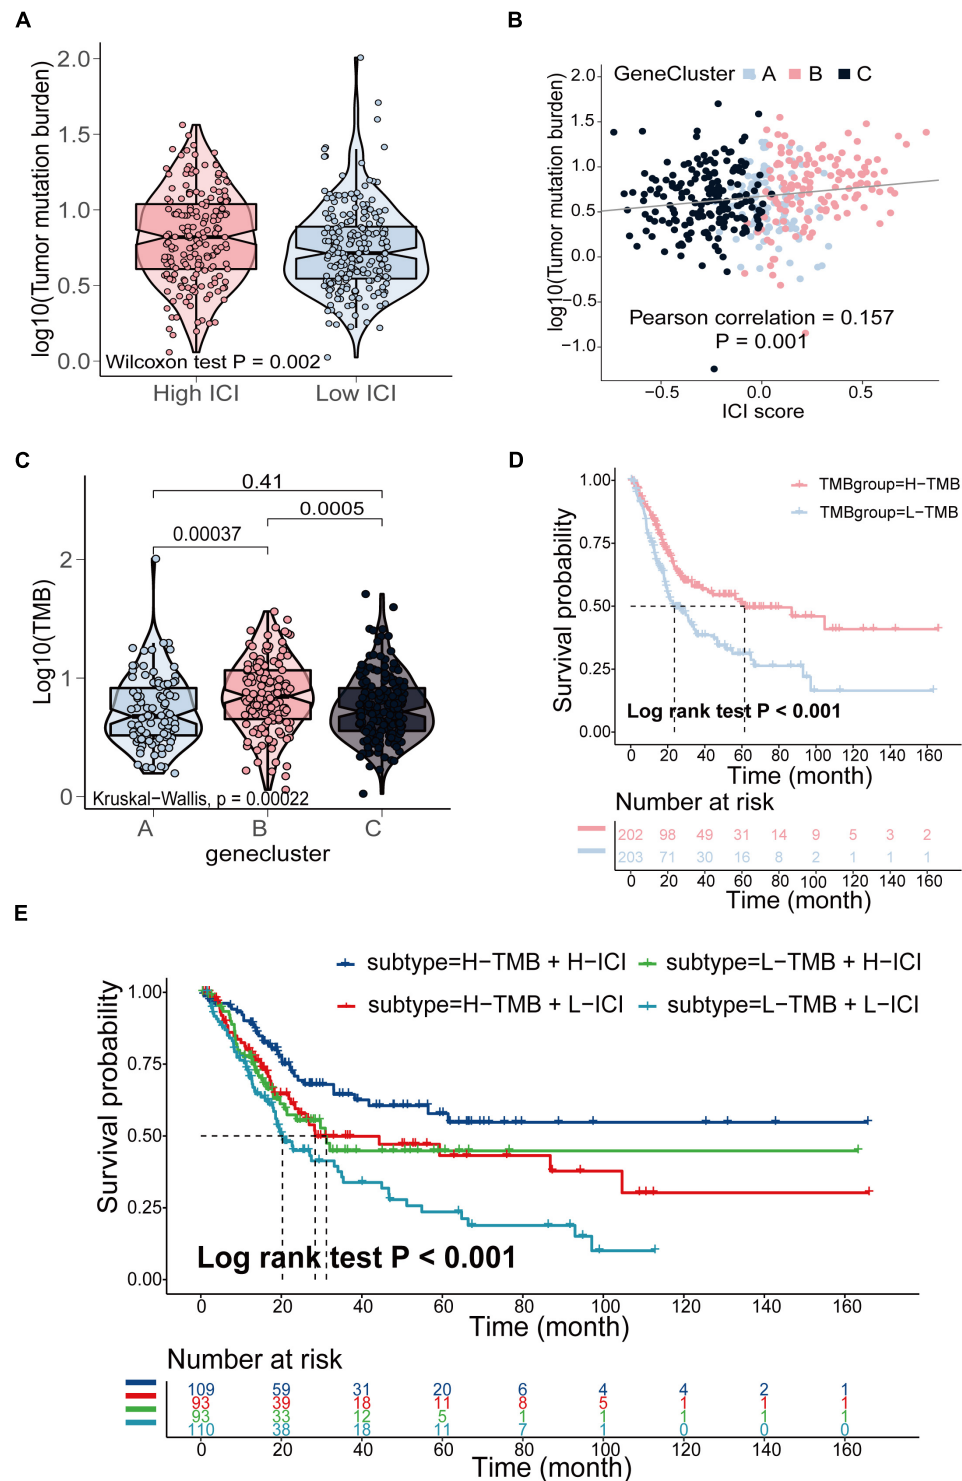 A
log10(Tumor mutation burden)
2.0
1.5
1.0
0.5
0.0
Wilcoxon test P = 0.002
High ICI
Low ICI
B
GeneCluster A B C
log10(Tumor mutation burden)
2.0
1.5
1.0
0.5
0.0
−0.5
−1.0
Pearson correlation = 0.157
P = 0.001
−0.5 0.0 0.5
ICI score
C
0.41
0.0005
0.00037
Log10(TMB)
2
1
0
Kruskal−Wallis, p = 0.00022
A B C
genecluster
D
TMBgroup=H−TMB
TMBgroup=L−TMB
Survival probability
1.00
0.75
0.50
0.25
0.00
Log rank test P < 0.001
0 20 40 60 80 100 120 140 160
Time (month)
Number at risk
202 98 49 31 14 9 5 3 2
203 71 30 16 8 2 1 1 1
0 20 40 60 80 100 120 140 160
Time (month)
E
subtype=H−TMB + H−ICI subtype=L−TMB + H−ICI
subtype=H−TMB + L−ICI subtype=L−TMB + L−ICI
Survival probability
1.00
0.75
0.50
0.25
0.00
Log rank test P < 0.001
0 20 40 60 80 100 120 140 160
Time (month)
Number at risk
109 59 31 20 6 4 4 2 1
93 39 18 11 8 5 1 1 1
93 33 12 5 1 1 1 1 1
110 38 18 11 7 1 0 0 0
0 20 40 60 80 100 120 140 160
Time (month)